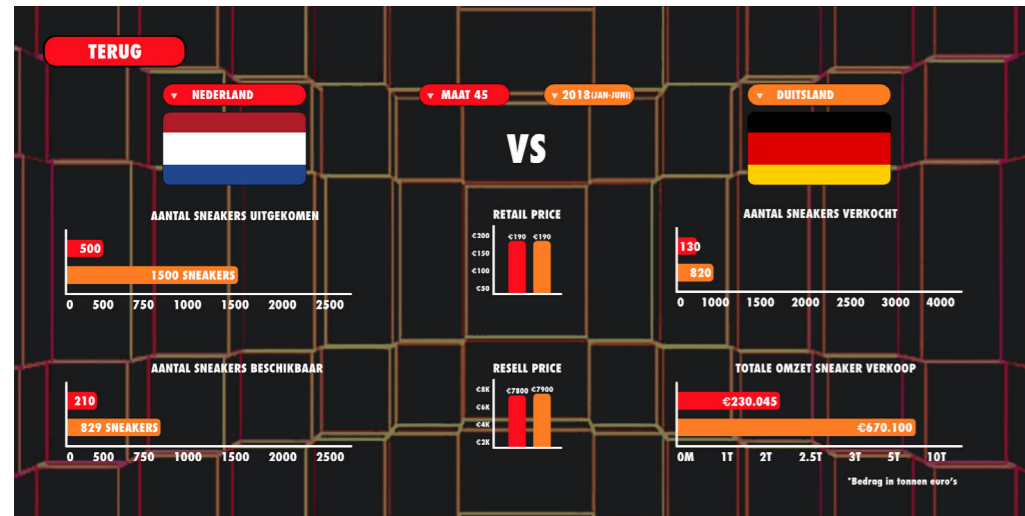 TERUG
▼ NEDERLAND
▼ MAAT 45
▼ 2018(JAN-JUNI)
▼ DUITSLAND
VS
AANTAL SNEAKERS UITGEKOMEN
500
1500 SNEAKERS
0 500 750 1000 1500 2000 2500
RETAIL PRICE
€190 €190
€200
€150
€100
€50
AANTAL SNEAKERS VERKOCHT
130
820
0 1000 1500 2000 2500 3000 4000
AANTAL SNEAKERS BESCHIKBAAR
210
829 SNEAKERS
0 500 750 1000 1500 2000 2500
RESELL PRICE
€7800 €7900
€8K
€6K
€4K
€2K
TOTALE OMZET SNEAKER VERKOOP
€230.045
€670.100
0M 1T 2T 2.5T 3T 5T 10T
*Bedrag in tonnen euro's